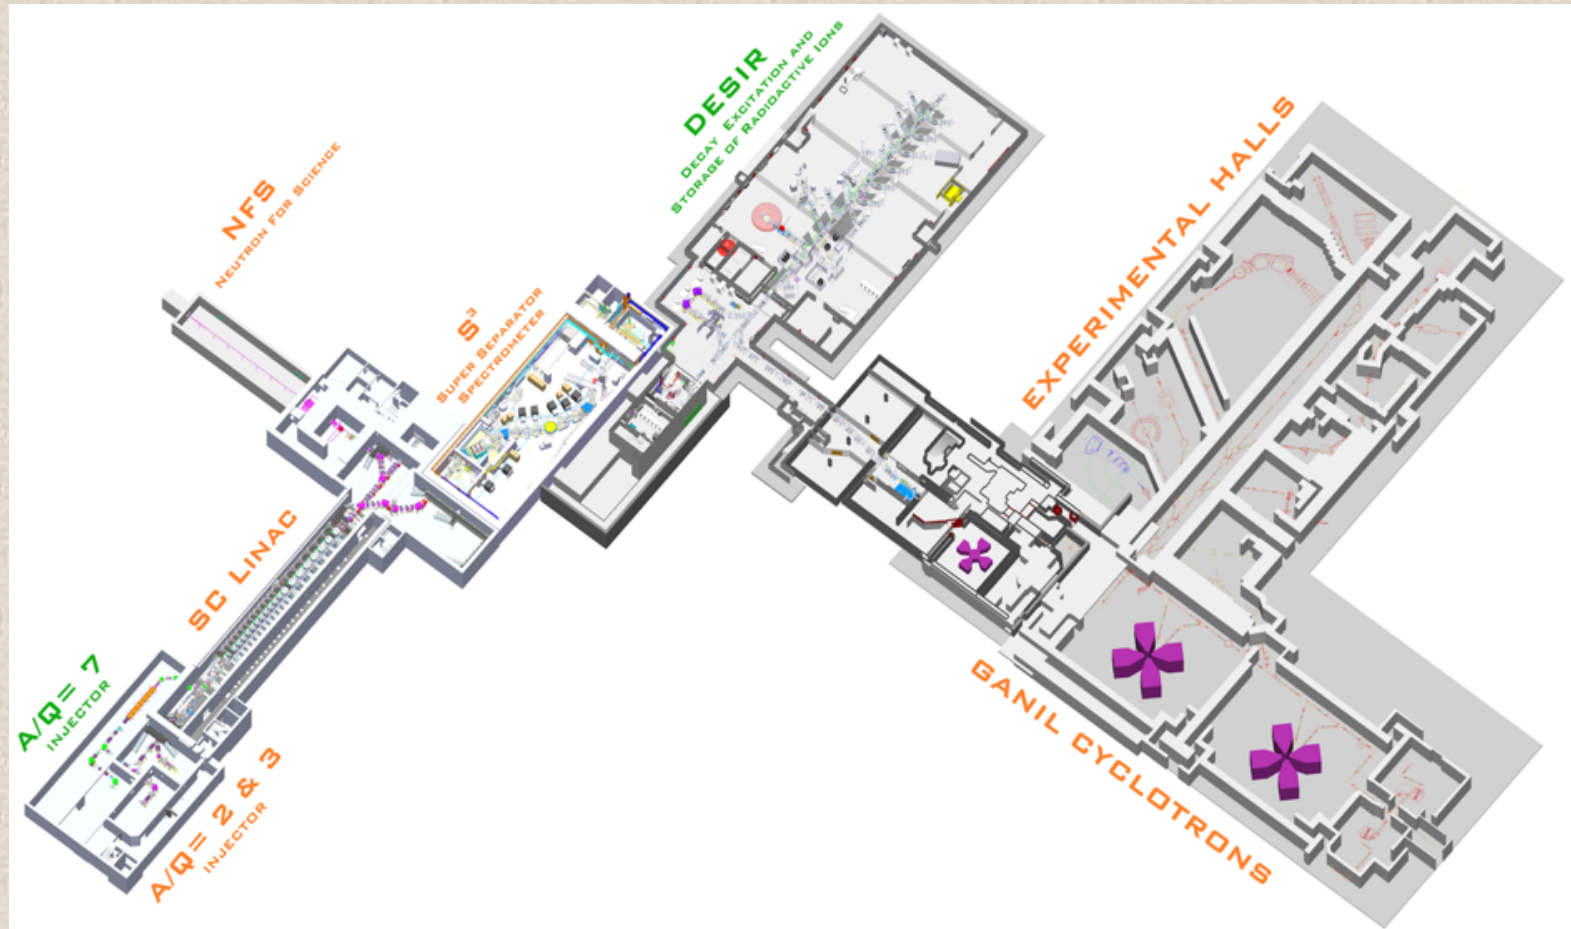 DESIR
DECAY EXCITATION AND
STORAGE OF RADIOACTIVE IONS
NFS
NEUTRON FOR SCIENCE
S³
SUPER SEPARATOR
SPECTROMETER
EXPERIMENTAL HALLS
SC LINAC
A/Q= 7
INJECTOR
A/Q= 2 & 3
INJECTOR
GANIL CYCLOTRONS